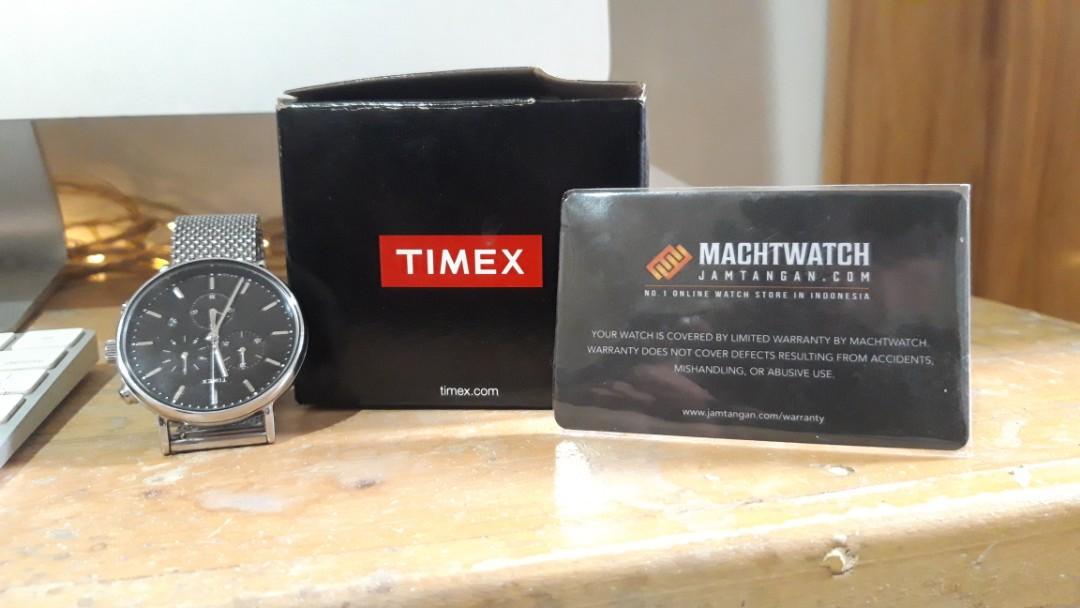 TIMEX
timex.com
MACHTWATCH
JAMTANGAN.COM
NO.1 ONLINE WATCH STORE IN INDONESIA
YOUR WATCH IS COVERED BY LIMITED WARRANTY BY MACHTWATCH.
WARRANTY DOES NOT COVER DEFECTS RESULTING FROM ACCIDENTS,
MISHANDLING, OR ABUSIVE USE.
www.jamtangan.com/warranty
TIMEX